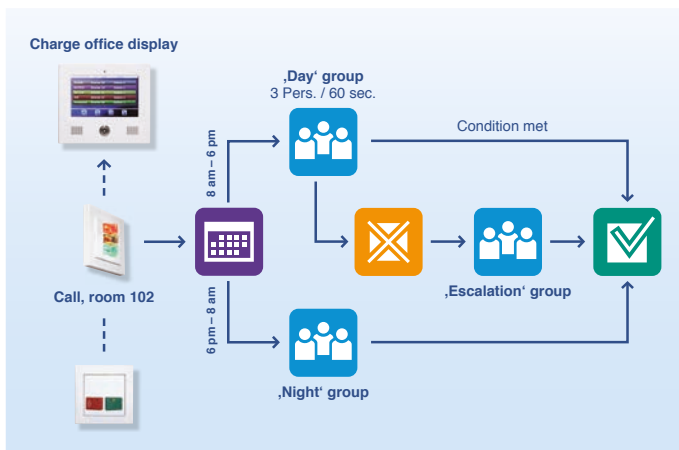 Charge office display
‚Day‘ group
3 Pers. / 60 sec.
Condition met
8 am – 6 pm
Call, room 102
6 pm – 8 am
‚Escalation‘ group
‚Night‘ group